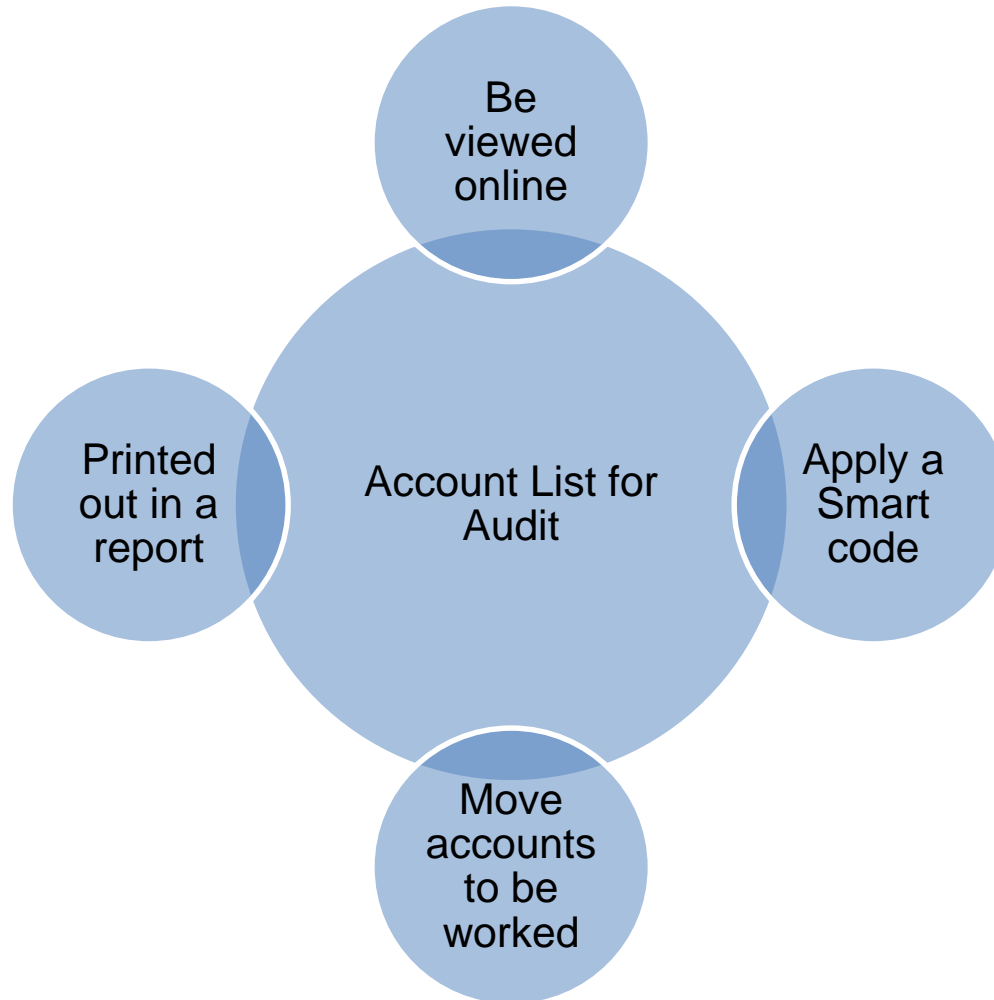 Be
viewed
online
Printed
out in a
report
Account List for
Audit
Apply a
Smart
code
Move
accounts
to be
worked